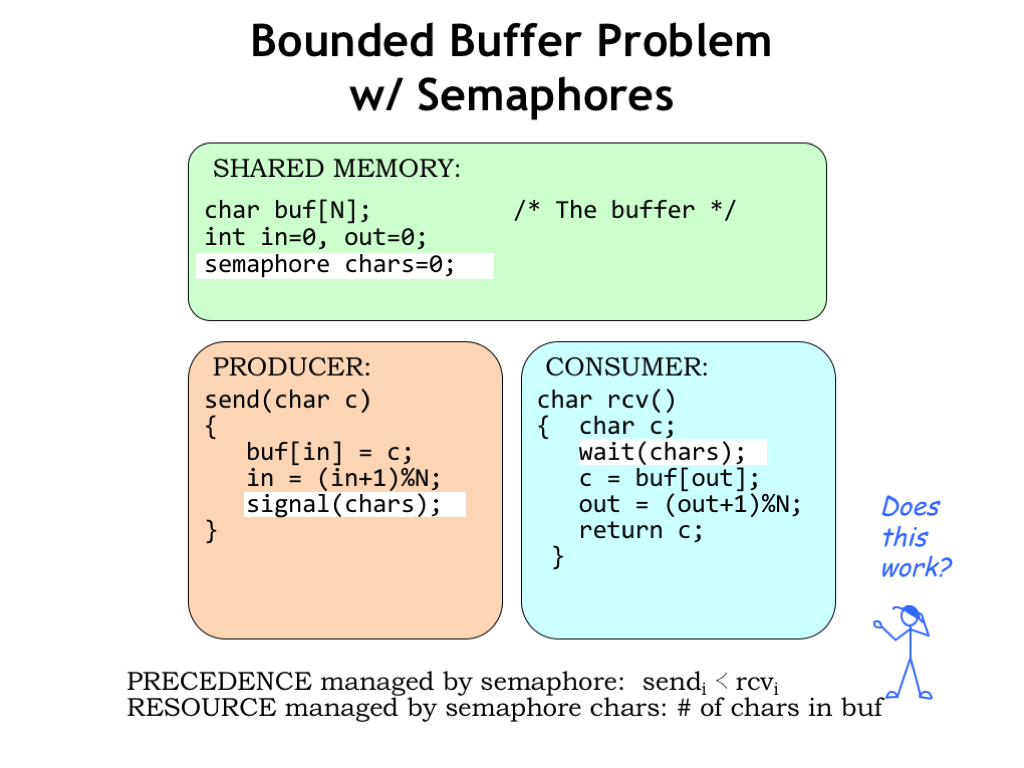 Bounded Buffer Problem
w/ Semaphores
SHARED MEMORY:
char buf[N];          /* The buffer */
int in=0, out=0;
semaphore chars=0;
PRODUCER:
send(char c)
{
   buf[in] = c;
   in = (in+1)%N;
   signal(chars);
}
CONSUMER:
char rcv()
{  char c;
   wait(chars);
   c = buf[out];
   out = (out+1)%N;
   return c;
 }
Does
this
work?
PRECEDENCE managed by semaphore:  sendᵢ < rcvᵢ
RESOURCE managed by semaphore chars: # of chars in buf